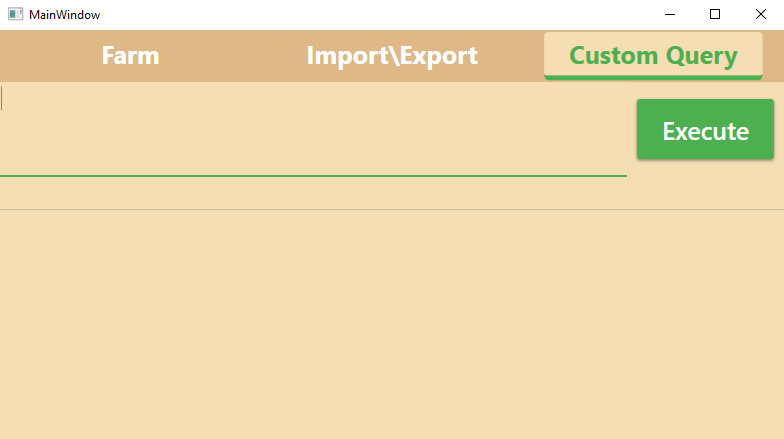 MainWindow
Farm Import\Export Custom Query
Execute